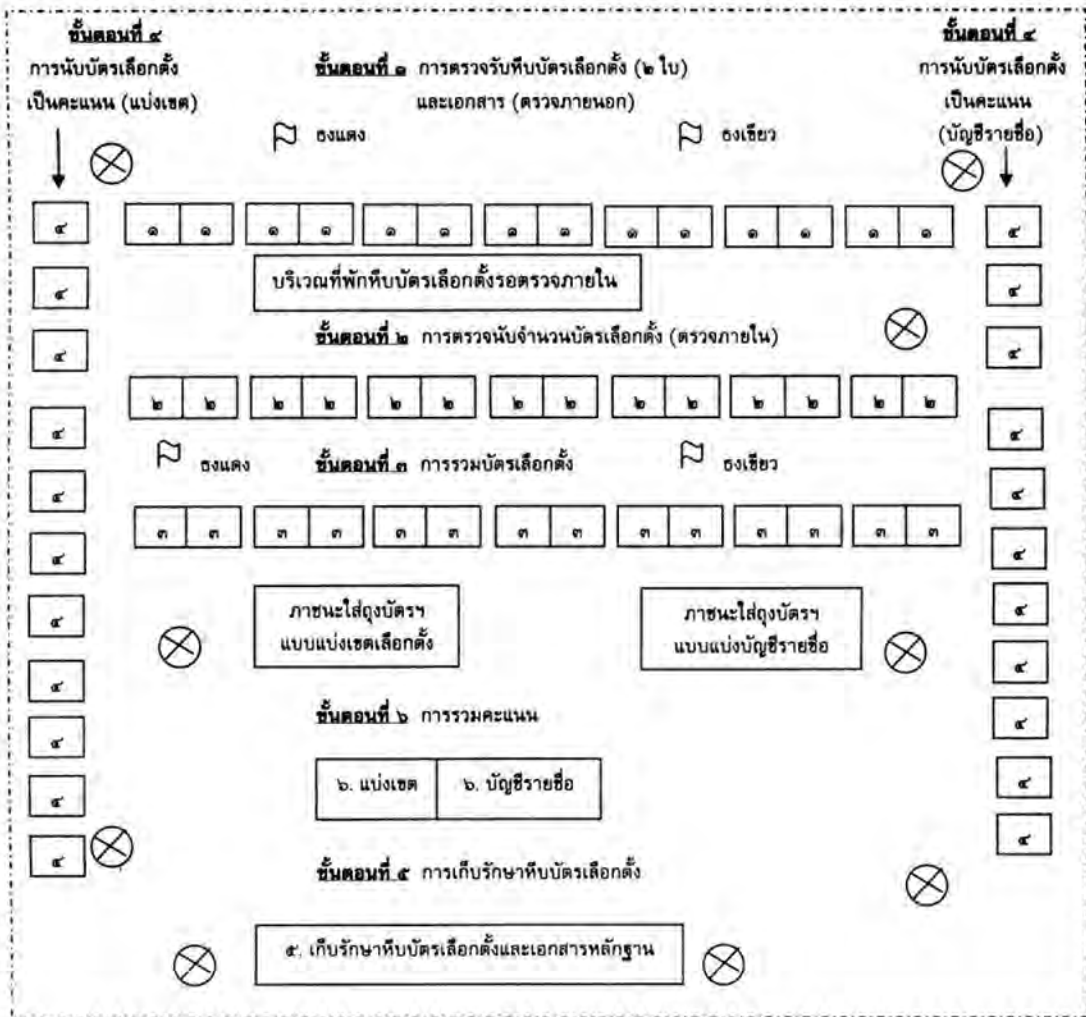 ขั้นตอนที่ ๔
การนับบัตรเลือกตั้ง
เป็นคะแนน (แบ่งเขต)
ขั้นตอนที่ ๑ การตรวจรับหีบบัตรเลือกตั้ง (๒ ใบ)
และเอกสาร (ตรวจภายนอก)
ขั้นตอนที่ ๔
การนับบัตรเลือกตั้ง
เป็นคะแนน
(บัญชีรายชื่อ)
ธงแดง ธงเขียว
๔ ๑ ๑ ๑ ๑ ๑ ๑ ๑ ๑ ๑ ๑ ๑ ๑ ๑ ๑ ๔
๔ บริเวณที่พักหีบบัตรเลือกตั้งรอตรวจภายใน ๔
๔ ขั้นตอนที่ ๒ การตรวจนับจำนวนบัตรเลือกตั้ง (ตรวจภายใน) ๔
๒ ๒ ๒ ๒ ๒ ๒ ๒ ๒ ๒ ๒ ๒ ๒ ๒ ๒
๔ ๔
ธงแดง ขั้นตอนที่ ๓ การรวมบัตรเลือกตั้ง ธงเขียว
๔ ๔
๓ ๓ ๓ ๓ ๓ ๓ ๓ ๓ ๓ ๓ ๓ ๓ ๓ ๓
๔ ๔
๔ ภาชนะใส่ถุงบัตรฯ ภาชนะใส่ถุงบัตรฯ ๔
แบบแบ่งเขตเลือกตั้ง แบบแบ่งบัญชีรายชื่อ
๔ ๔
ขั้นตอนที่ ๖ การรวมคะแนน
๔ ๔
๔ ๖. แบ่งเขต ๖. บัญชีรายชื่อ ๔
๔ ๔
ขั้นตอนที่ ๕ การเก็บรักษาหีบบัตรเลือกตั้ง
๕. เก็บรักษาหีบบัตรเลือกตั้งและเอกสารหลักฐาน